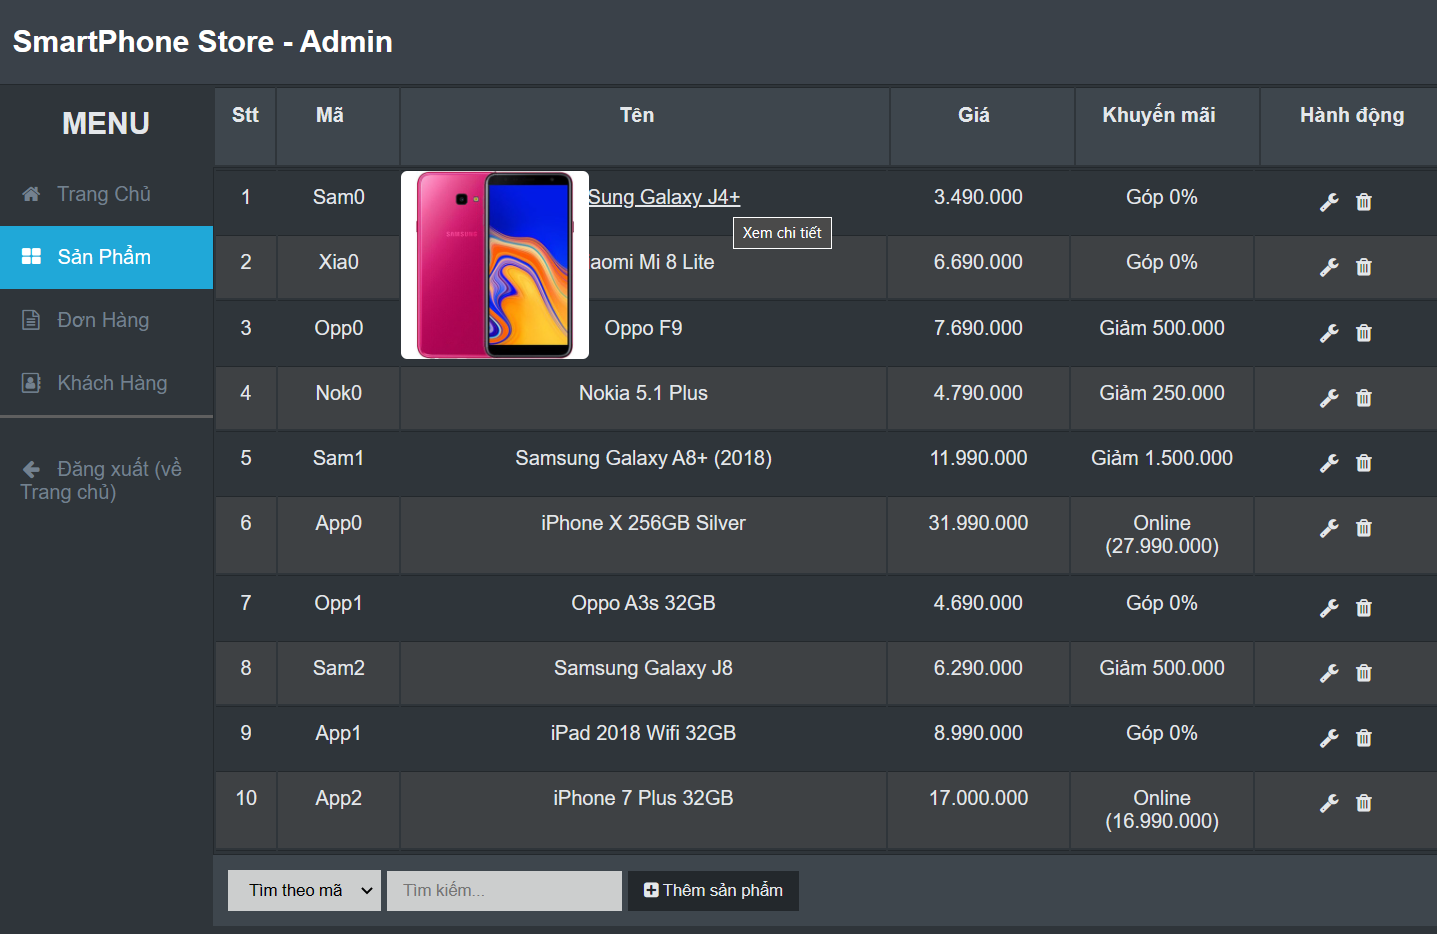 SmartPhone Store - Admin
MENU
Trang Chủ
Sản Phẩm
Đơn Hàng
Khách Hàng
Đăng xuất (về
Trang chủ)
Stt Mã Tên Giá Khuyến mãi Hành động
1 Sam0 Sung Galaxy J4+ 3.490.000 Góp 0%
SAMSUNG
Xem chi tiết
2 Xia0 aomi Mi 8 Lite 6.690.000 Góp 0%
3 Opp0 Oppo F9 7.690.000 Giảm 500.000
4 Nok0 Nokia 5.1 Plus 4.790.000 Giảm 250.000
5 Sam1 Samsung Galaxy A8+ (2018) 11.990.000 Giảm 1.500.000
6 App0 iPhone X 256GB Silver 31.990.000 Online
(27.990.000)
7 Opp1 Oppo A3s 32GB 4.690.000 Góp 0%
8 Sam2 Samsung Galaxy J8 6.290.000 Giảm 500.000
9 App1 iPad 2018 Wifi 32GB 8.990.000 Góp 0%
10 App2 iPhone 7 Plus 32GB 17.000.000 Online
(16.990.000)
Tìm theo mã Tìm kiếm... Thêm sản phẩm